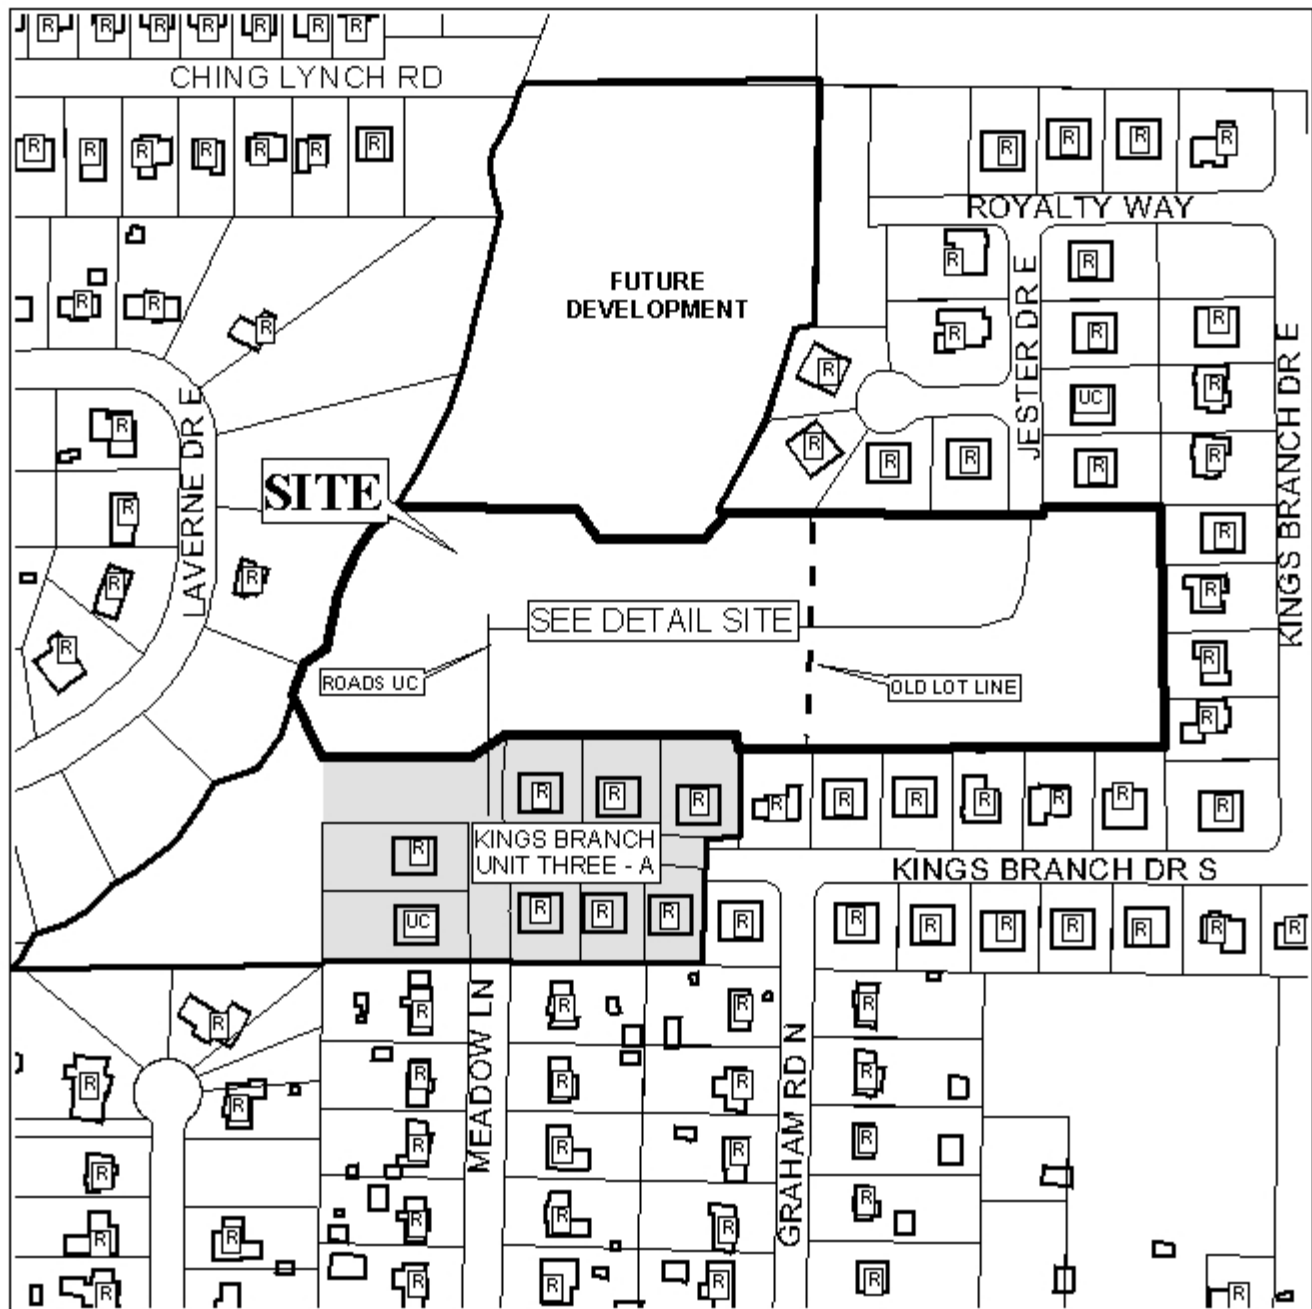 R R R R R R R
CHING LYNCH RD
R R R R R R R R R R R
ROYALTY WAY
R R
JESTER DR E
FUTURE
DEVELOPMENT
R R R
R R R R
KINGS BRANCH DR E
R
R UC R
LAVERNE DR E
R R R R R R
SITE
R R
R R R
SEE DETAIL SITE
R R
ROADS UC
OLD LOT LINE
R
R R R R R R R R R R
KINGS BRANCH
UNIT THREE - A
R
KINGS BRANCH DR S
UC R R R R R R R R R R R
MEADOW LN
R R R R R
GRAHAM RD N
R R R R R R
R R R R R
R R R R R R
R R R R R R